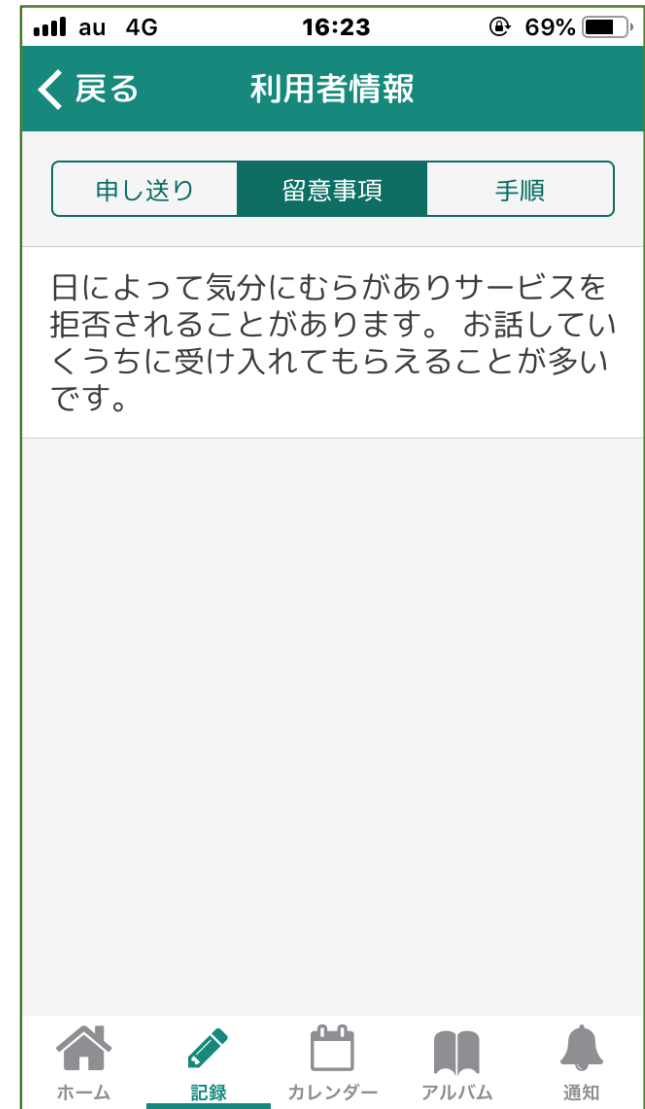 au 4G 16:23 69%
戻る 利用者情報
申し送り 留意事項 手順
日によって気分にむらがありサービスを
拒否されることがあります。 お話してい
くうちに受け入れてもらえることが多い
です。
ホーム 記録 カレンダー アルバム 通知